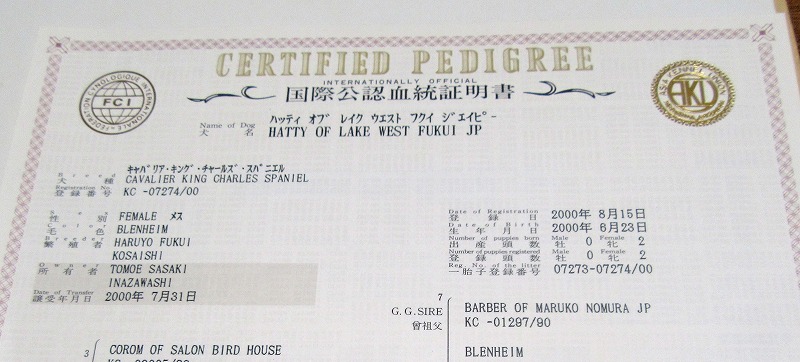 CERTIFIED PEDIGREE
INTERNATIONALLY OFFICIAL
国際公認血統証明書
FEDERATION CYNOLOGIQUE INTERNATIONALE
FCI
AKU
ハッティ オブ レイク ウエスト フクイ ジエイピー
Name of Dog
犬名 HATTY OF LAKE WEST FUKUI JP
キャバリア・キング・チャールズ・スパニエル
Breed
犬種 CAVALIER KING CHARLES SPANIEL
Registration No.
登録番号 KC -07274/00
Sex
性別 FEMALE メス
Color
毛色 BLENHEIM
Breeder
繁殖者 HARUYO FUKUI
KOSAISHI
Owner
所有者 TOMOE SASAKI
INAZAWASHI
Date of Transfer
譲受年月日 2000年 7月31日
Date of Registration
登録日 2000年 8月15日
Date of Birth
生年月日 2000年 6月23日
Number of puppies born Male Female
出産頭数 牡 0 牝 2
Number of puppies registered Male Female
登録頭数 牡 0 牝 2
Reg. No. of the litter
一胎子登録番号 07273-07274/00
7
G.G.SIRE BARBER OF MARUKO NOMURA JP
曾祖父 KC -01297/90
BLENHEIM
3 COROM OF SALON BIRD HOUSE